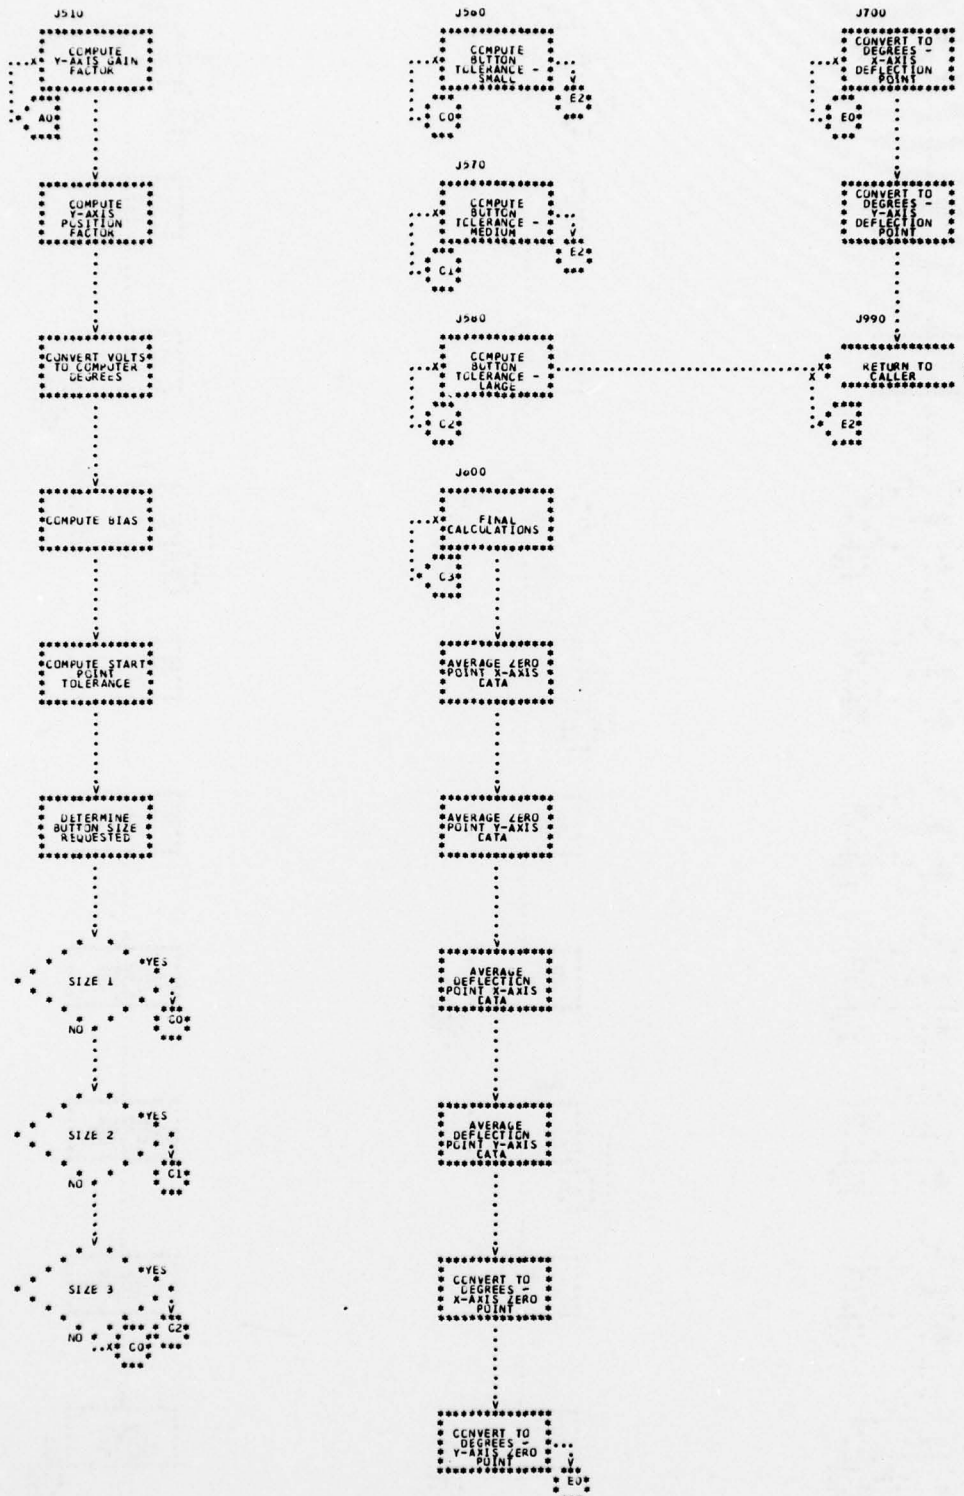 J510
COMPUTE
Y-AXIS GAIN
FACTOR
A0
COMPUTE
Y-AXIS
POSITION
FACTOR
CONVERT VOLTS
TO COMPUTER
DEGREES
COMPUTE BIAS
COMPUTE START
POINT
TOLERANCE
DETERMINE
BUTTON SIZE
REQUESTED
SIZE 1
YES
C0
NO
SIZE 2
YES
C1
NO
SIZE 3
YES
C2
NO
C0
J560
COMPUTE
BUTTON
TOLERANCE -
SMALL
C0
E2
J570
COMPUTE
BUTTON
TOLERANCE -
MEDIUM
C1
E2
J580
COMPUTE
BUTTON
TOLERANCE -
LARGE
C2
J600
FINAL
CALCULATIONS
C3
AVERAGE ZERO
POINT X-AXIS
DATA
AVERAGE ZERO
POINT Y-AXIS
DATA
AVERAGE
DEFLECTION
POINT X-AXIS
DATA
AVERAGE
DEFLECTION
POINT Y-AXIS
DATA
CONVERT TO
DEGREES -
X-AXIS ZERO
POINT
CONVERT TO
DEGREES -
Y-AXIS ZERO
POINT
E0
J700
CONVERT TO
DEGREES -
X-AXIS
DEFLECTION
POINT
E0
CONVERT TO
DEGREES -
Y-AXIS
DEFLECTION
POINT
J990
RETURN TO
CALLER
E2